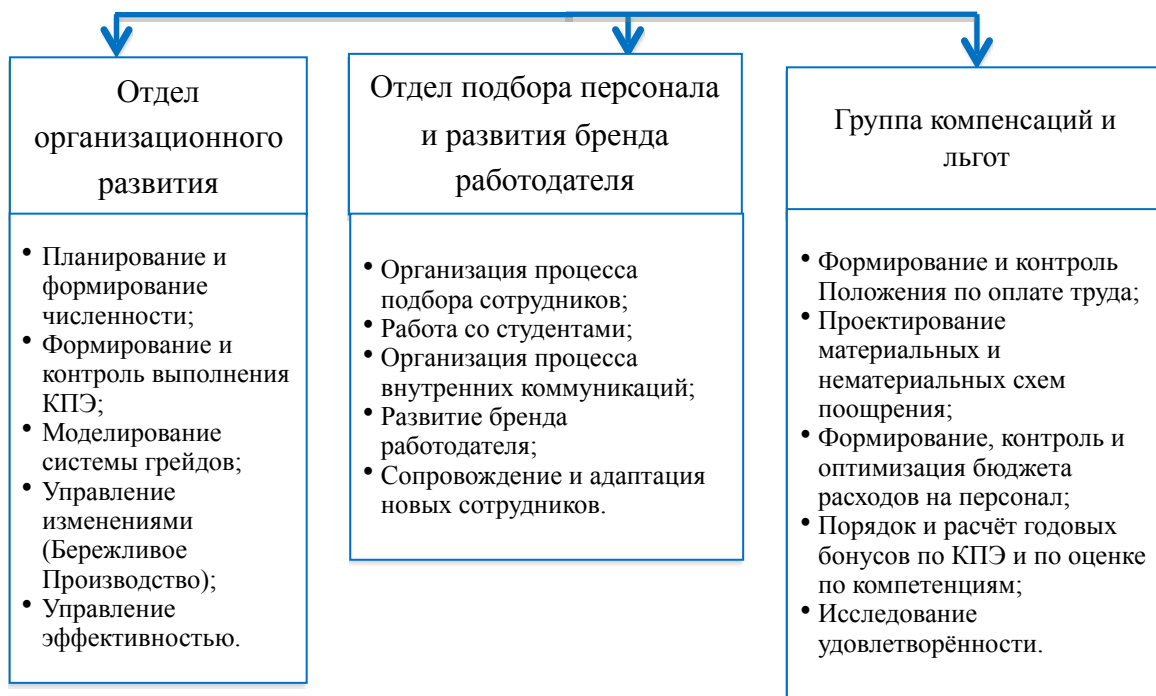 Отдел
организационного
развития
Планирование и
формирование
численности;
Формирование и
контроль выполнения
КПЭ;
Моделирование
системы грейдов;
Управление
изменениями
(Бережливое
Производство);
Управление
эффективностью.
Отдел подбора персонала
и развития бренда
работодателя
Организация процесса
подбора сотрудников;
Работа со студентами;
Организация процесса
внутренних коммуникаций;
Развитие бренда
работодателя;
Сопровождение и адаптация
новых сотрудников.
Группа компенсаций и
льгот
Формирование и контроль
Положения по оплате труда;
Проектирование
материальных и
нематериальных схем
поощрения;
Формирование, контроль и
оптимизация бюджета
расходов на персонал;
Порядок и расчёт годовых
бонусов по КПЭ и по оценке
по компетенциям;
Исследование
удовлетворённости.